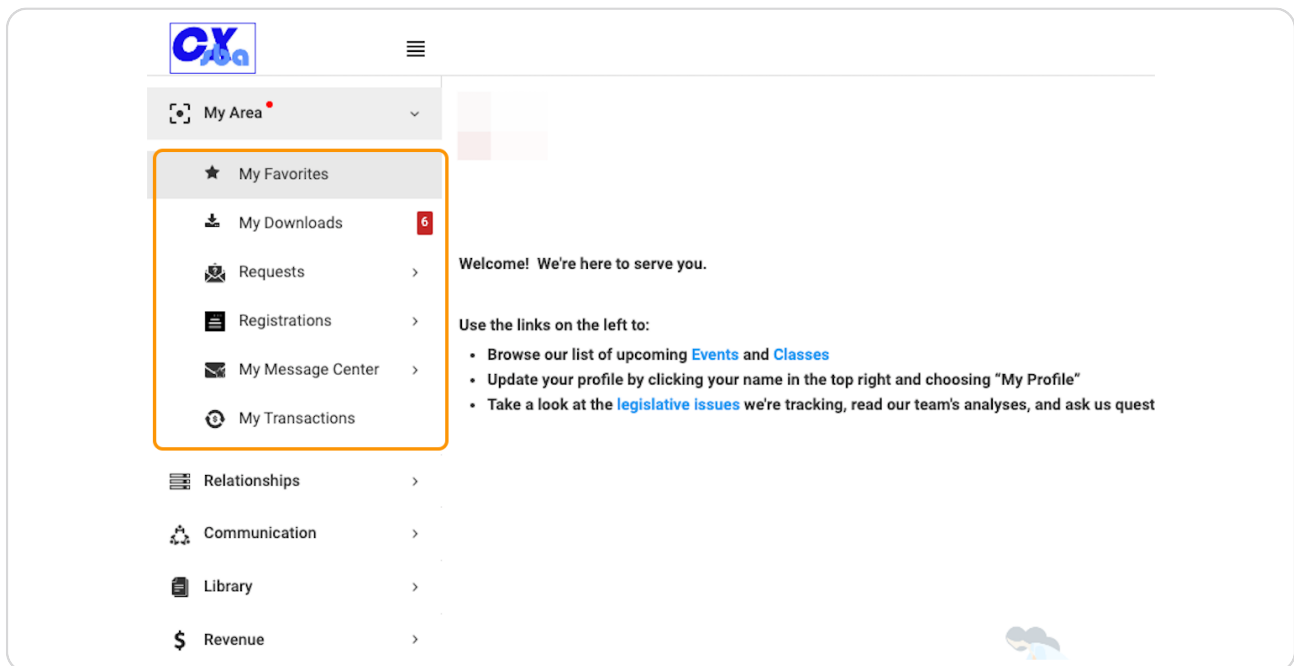 CYsba
My Area
My Favorites
My Downloads 6
Requests
Registrations
My Message Center
My Transactions
Relationships
Communication
Library
$ Revenue
Welcome!  We're here to serve you.
Use the links on the left to:
• Browse our list of upcoming Events and Classes
• Update your profile by clicking your name in the top right and choosing “My Profile”
• Take a look at the legislative issues we're tracking, read our team's analyses, and ask us quest